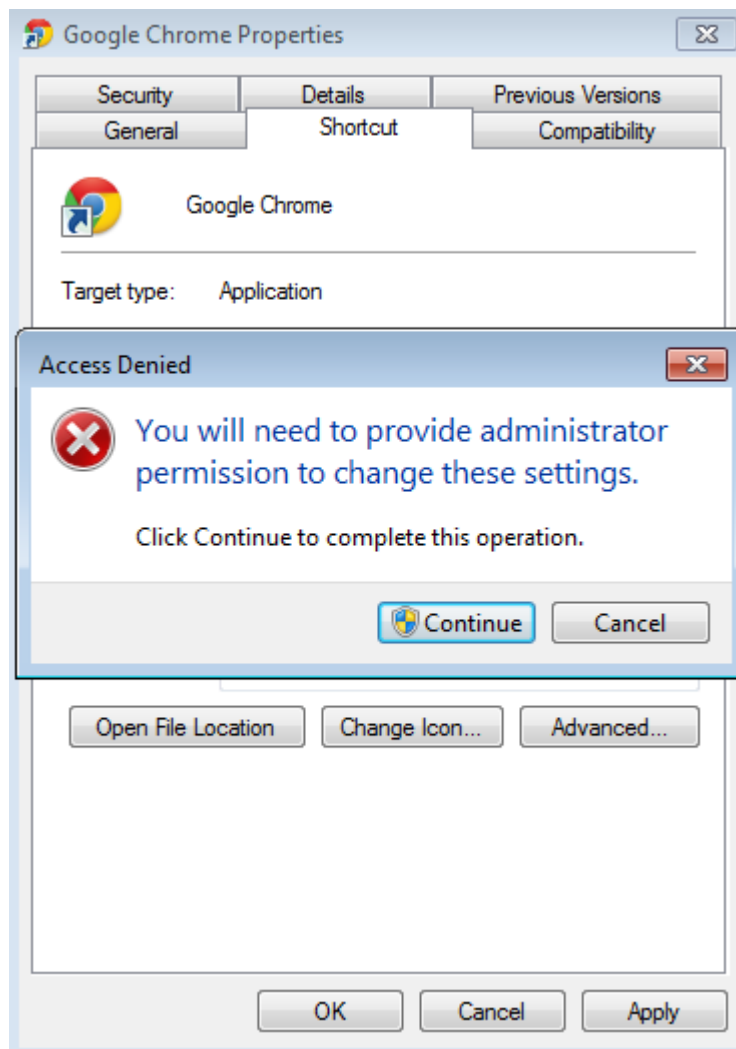 Google Chrome Properties
Security Details Previous Versions
General Shortcut Compatibility
Google Chrome
Target type: Application
Access Denied
You will need to provide administrator
permission to change these settings.
Click Continue to complete this operation.
Continue Cancel
Open File Location Change Icon... Advanced...
OK Cancel Apply